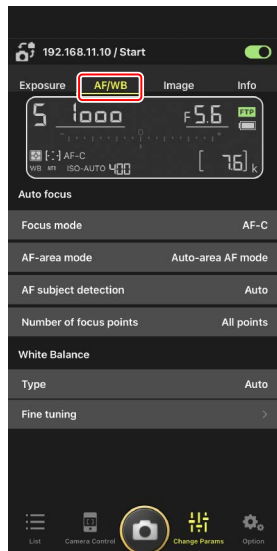 192.168.11.10 / Start
Exposure AF/WB Image Info
S 1000 F5.6 FTP
AF-C
WB ISO-AUTO 400 [ 7.6] k
Auto focus
Focus mode AF-C
AF-area mode Auto-area AF mode
AF subject detection Auto
Number of focus points All points
White Balance
Type Auto
Fine tuning >
List Camera Control Change Params Option